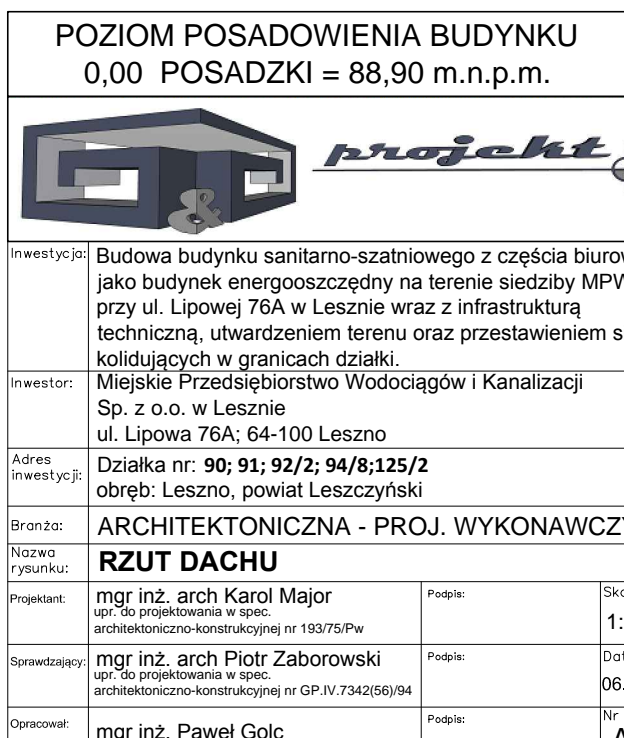 POZIOM POSADOWIENIA BUDYNKU
0,00 POSADZKI = 88,90 m.n.p.m.
&
projekt
Inwestycja: Budowa budynku sanitarno-szatniowego z częścia
jako budynek energooszczędny na terenie siedziby
przy ul. Lipowej 76A w Lesznie wraz z infrastrukturą
techniczną, utwardzeniem terenu oraz przestawieniem
kolidujących w granicach działki.
Inwestor: Miejskie Przedsiębiorstwo Wodociągów i Kanalizacji
Sp. z o.o. w Lesznie
ul. Lipowa 76A; 64-100 Leszno
Adres inwestycji: Działka nr: 90; 91; 92/2; 94/8;125/2
obręb: Leszno, powiat Leszczyński
Branża: ARCHITEKTONICZNA - PROJ. WYKONAWCZY
Nazwa rysunku: RZUT DACHU
Projektant: mgr inż. arch Karol Major Podpis:
upr. do projektowania w spec.
architektoniczno-konstrukcyjnej nr 193/75/Pw 1:
Sprawdzający: mgr inż. arch Piotr Zaborowski Podpis:
upr. do projektowania w spec.
architektoniczno-konstrukcyjnej nr GP.IV.7342(56)/94 06.
Opracował: mgr inż. Paweł Golc Podpis: Nr